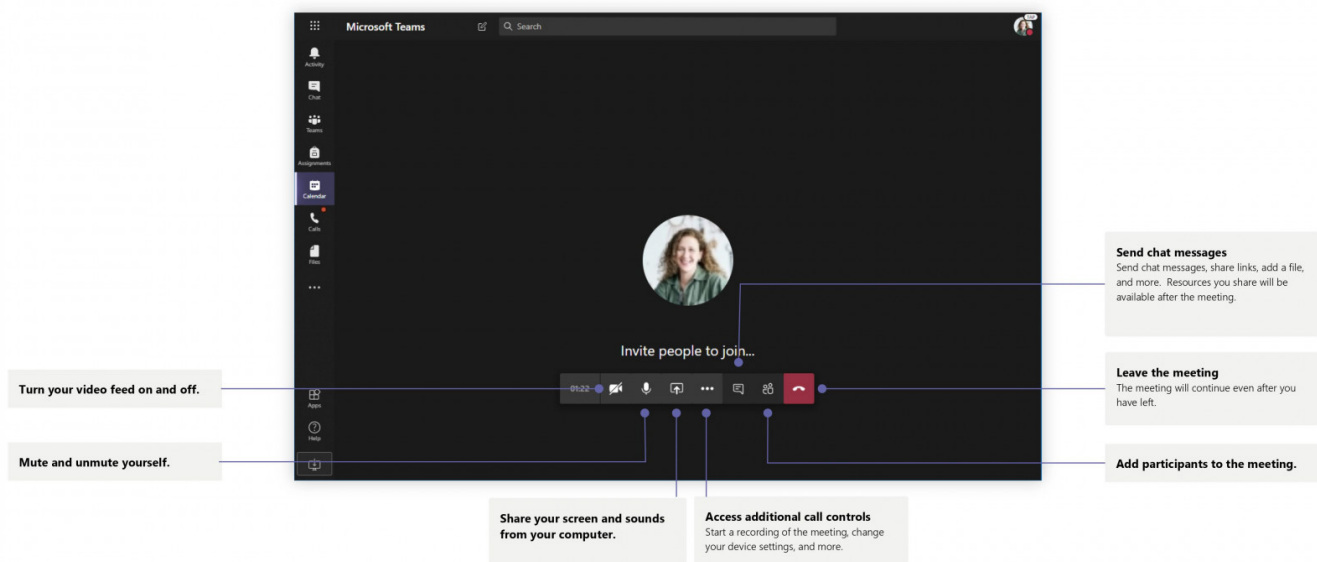 Microsoft Teams
Search
Activity
Chat
Teams
Assignments
Calendar
Calls
Files
Apps
Help
Invite people to join...
01:22
Turn your video feed on and off.
Mute and unmute yourself.
Share your screen and sounds
from your computer.
Access additional call controls
Start a recording of the meeting, change
your device settings, and more.
Send chat messages
Send chat messages, share links, add a file,
and more. Resources you share will be
available after the meeting.
Leave the meeting
The meeting will continue even after you
have left.
Add participants to the meeting.